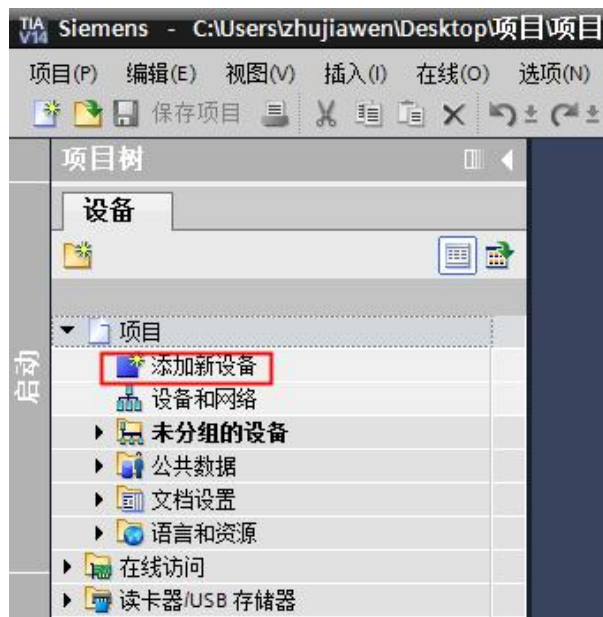 TIA V14 Siemens - C:\Users\zhujiawen\Desktop\项目\项目
项目(P) 编辑(E) 视图(V) 插入(I) 在线(O) 选项(N)
保存项目
项目树
设备
启动
项目
添加新设备
设备和网络
未分组的设备
公共数据
文档设置
语言和资源
在线访问
读卡器/USB 存储器